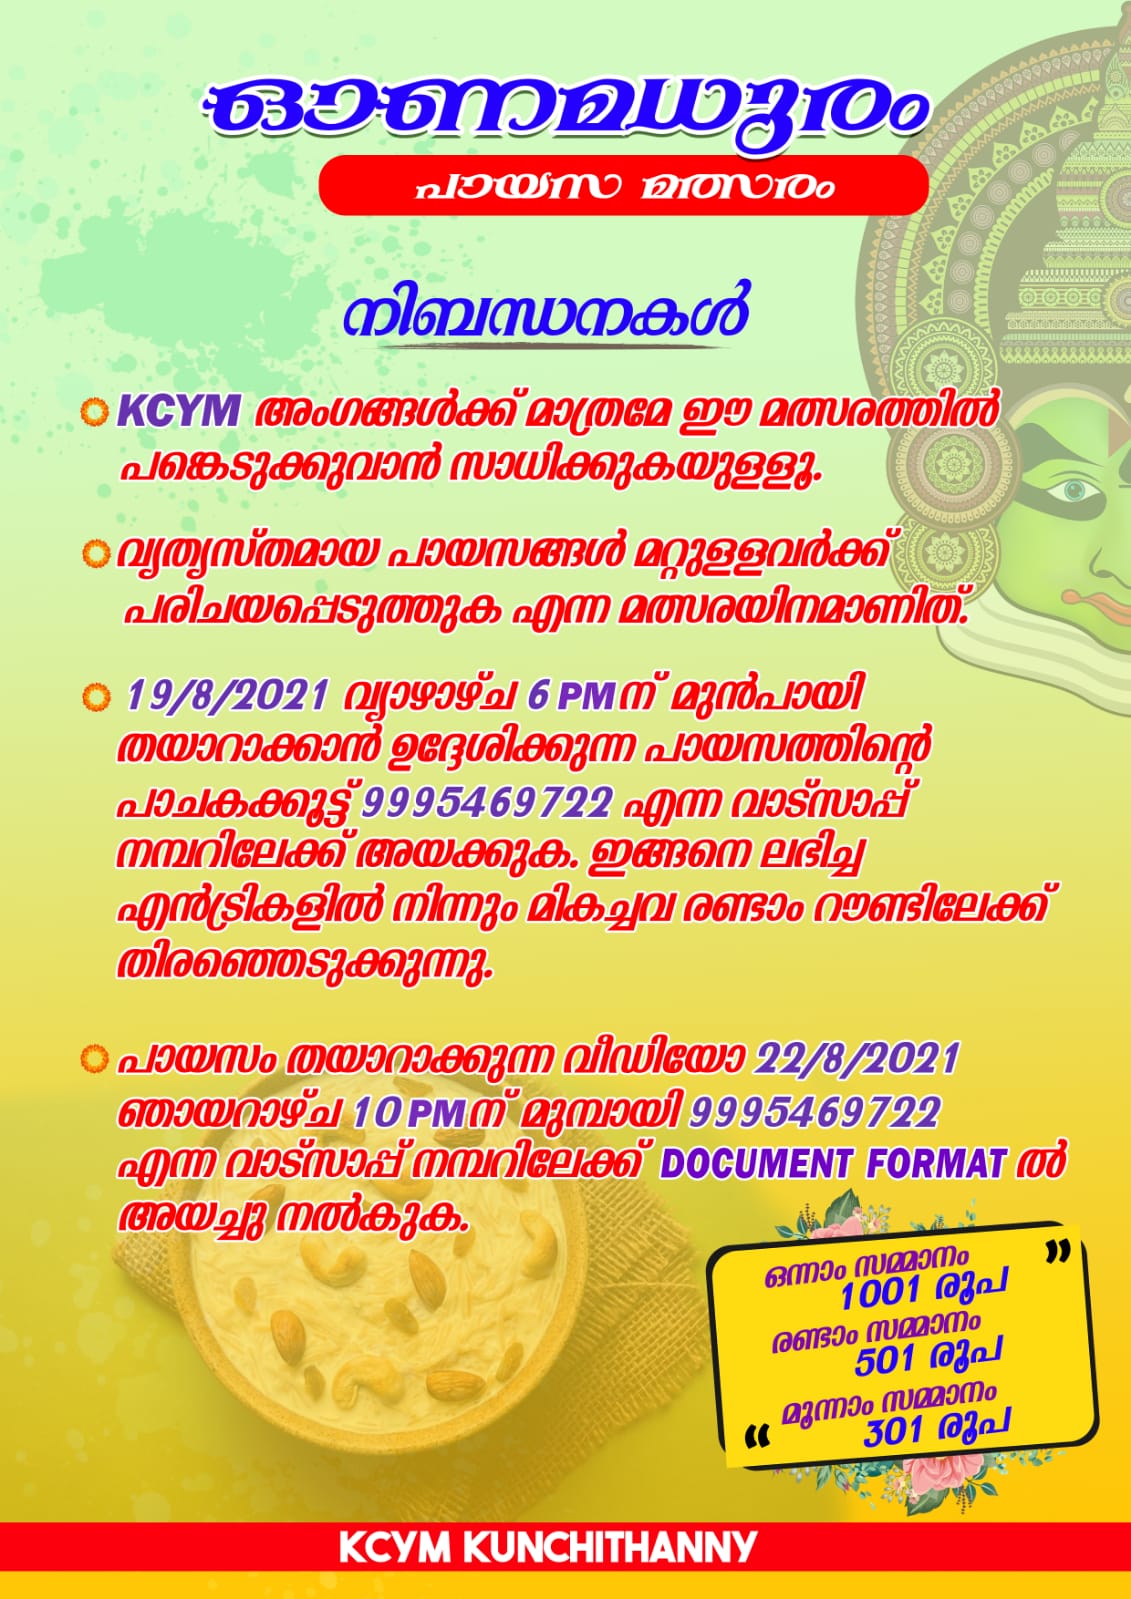 ഓണമധുരം
പായസ മത്സരം
നിബന്ധനകൾ
KCYM അംഗങ്ങൾക്ക് മാത്രമേ ഈ മത്സരത്തിൽ
പങ്കെടുക്കുവാൻ സാധിക്കുകയുളളൂ.
വ്യത്യസ്തമായ പായസങ്ങൾ മറ്റുളളവർക്ക്
പരിചയപ്പെടുത്തുക എന്ന മത്സരയിനമാണിത്.
19/8/2021 വ്യാഴാഴ്ച 6 PM ന് മുൻപായി
തയാറാക്കാൻ ഉദ്ദേശിക്കുന്ന പായസത്തിന്റെ
പാചകക്കൂട്ട് 9995469722 എന്ന വാട്സാപ്പ്
നമ്പറിലേക്ക് അയക്കുക. ഇങ്ങനെ ലഭിച്ച
എൻട്രികളിൽ നിന്നും മികച്ചവ രണ്ടാം റൗണ്ടിലേക്ക്
തിരഞ്ഞെടുക്കുന്നു.
പായസം തയാറാക്കുന്ന വീഡിയോ 22/8/2021
ഞായറാഴ്ച 10 PM ന് മുമ്പായി 9995469722
എന്ന വാട്സാപ്പ് നമ്പറിലേക്ക് DOCUMENT FORMAT ൽ
അയച്ചു നൽകുക.
ഒന്നാം സമ്മാനം
1001 രൂപ
രണ്ടാം സമ്മാനം
501 രൂപ
മൂന്നാം സമ്മാനം
301 രൂപ
KCYM KUNCHITHANNY